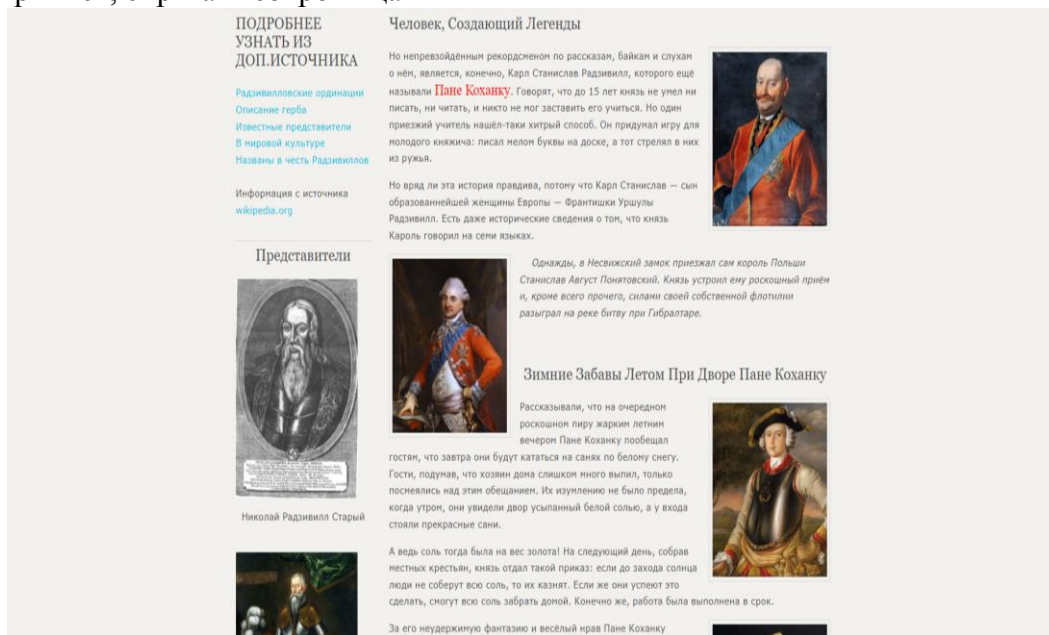 ПОДРОБНЕЕ
УЗНАТЬ ИЗ
ДОП.ИСТОЧНИКА
Радзивилловские ординации
Описание герба
Известные представители
В мировой культуре
Названы в честь Радзивиллов
Информация с источника
wikipedia.org
Представители
Николай Радзивилл Старый
Человек, Создающий Легенды
Но непревзойдённым рекордсменом по рассказам, байкам и слухам
о нём, является, конечно, Карл Станислав Радзивилл, которого ещё
называли Пане Коханку. Говорят, что до 15 лет князь не умел ни
писать, ни читать, и никто не мог заставить его учиться. Но один
приезжий учитель нашёл-таки хитрый способ. Он придумал игру для
молодого княжича: писал мелом буквы на доске, а тот стрелял в них
из ружья.
Но вряд ли эта история правдива, потому что Карл Станислав — сын
образованнейшей женщины Европы — Франтишки Уршулы
Радзивилл. Есть даже исторические сведения о том, что князь
Кароль говорил на семи языках.
Однажды, в Несвижский замок приезжал сам король Польши
Станислав Август Понятовский. Князь устроил ему роскошный приём
и, кроме всего прочего, силами своей собственной флотилии
разыграл на реке битву при Гибралтаре.
Зимние Забавы Летом При Дворе Пане Коханку
Рассказывали, что на очередном
роскошном пиру жарким летним
вечером Пане Коханку пообещал
гостям, что завтра они будут кататься на санях по белому снегу.
Гости, подумав, что хозяин дома слишком много выпил, только
посмеялись над этим обещанием. Их изумлению не было предела,
когда утром, они увидели двор усыпанный белой солью, а у входа
стояли прекрасные сани.
А ведь соль тогда была на вес золота! На следующий день, собрав
местных крестьян, князь отдал такой приказ: если до захода солнца
люди не соберут всю соль, то их казнят. Если же они успеют это
сделать, смогут всю соль забрать домой. Конечно же, работа была выполнена в срок.
За его неудержимую фантазию и весёлый нрав Пане Коханку